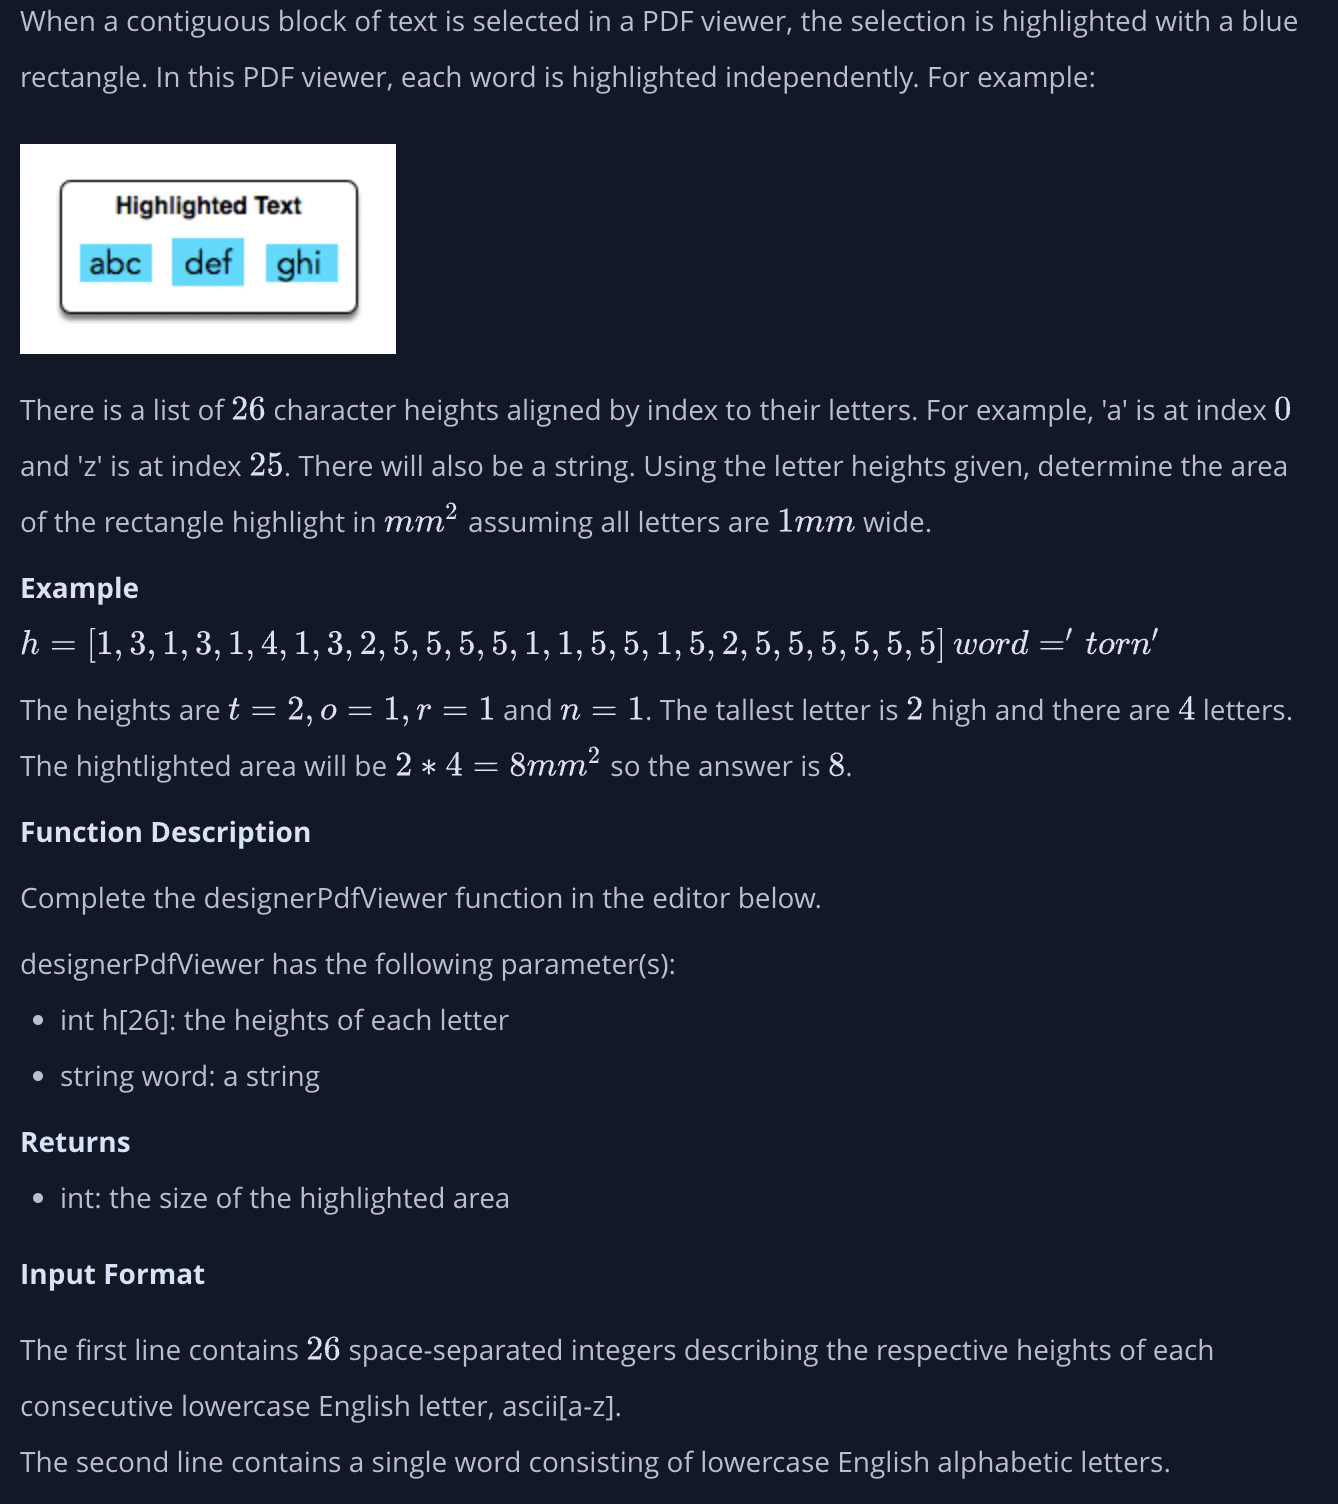 When a contiguous block of text is selected in a PDF viewer, the selection is highlighted with a blue
rectangle. In this PDF viewer, each word is highlighted independently. For example:
Highlighted Text
abc def ghi
There is a list of 26 character heights aligned by index to their letters. For example, 'a' is at index 0
and 'z' is at index 25. There will also be a string. Using the letter heights given, determine the area
of the rectangle highlight in mm² assuming all letters are 1mm wide.
Example
h = [1, 3, 1, 3, 1, 4, 1, 3, 2, 5, 5, 5, 5, 1, 1, 5, 5, 1, 5, 2, 5, 5, 5, 5, 5, 5] word =′ torn′
The heights are t = 2, o = 1, r = 1 and n = 1. The tallest letter is 2 high and there are 4 letters.
The hightlighted area will be 2 * 4 = 8mm² so the answer is 8.
Function Description
Complete the designerPdfViewer function in the editor below.
designerPdfViewer has the following parameter(s):
• int h[26]: the heights of each letter
• string word: a string
Returns
• int: the size of the highlighted area
Input Format
The first line contains 26 space-separated integers describing the respective heights of each
consecutive lowercase English letter, ascii[a-z].
The second line contains a single word consisting of lowercase English alphabetic letters.